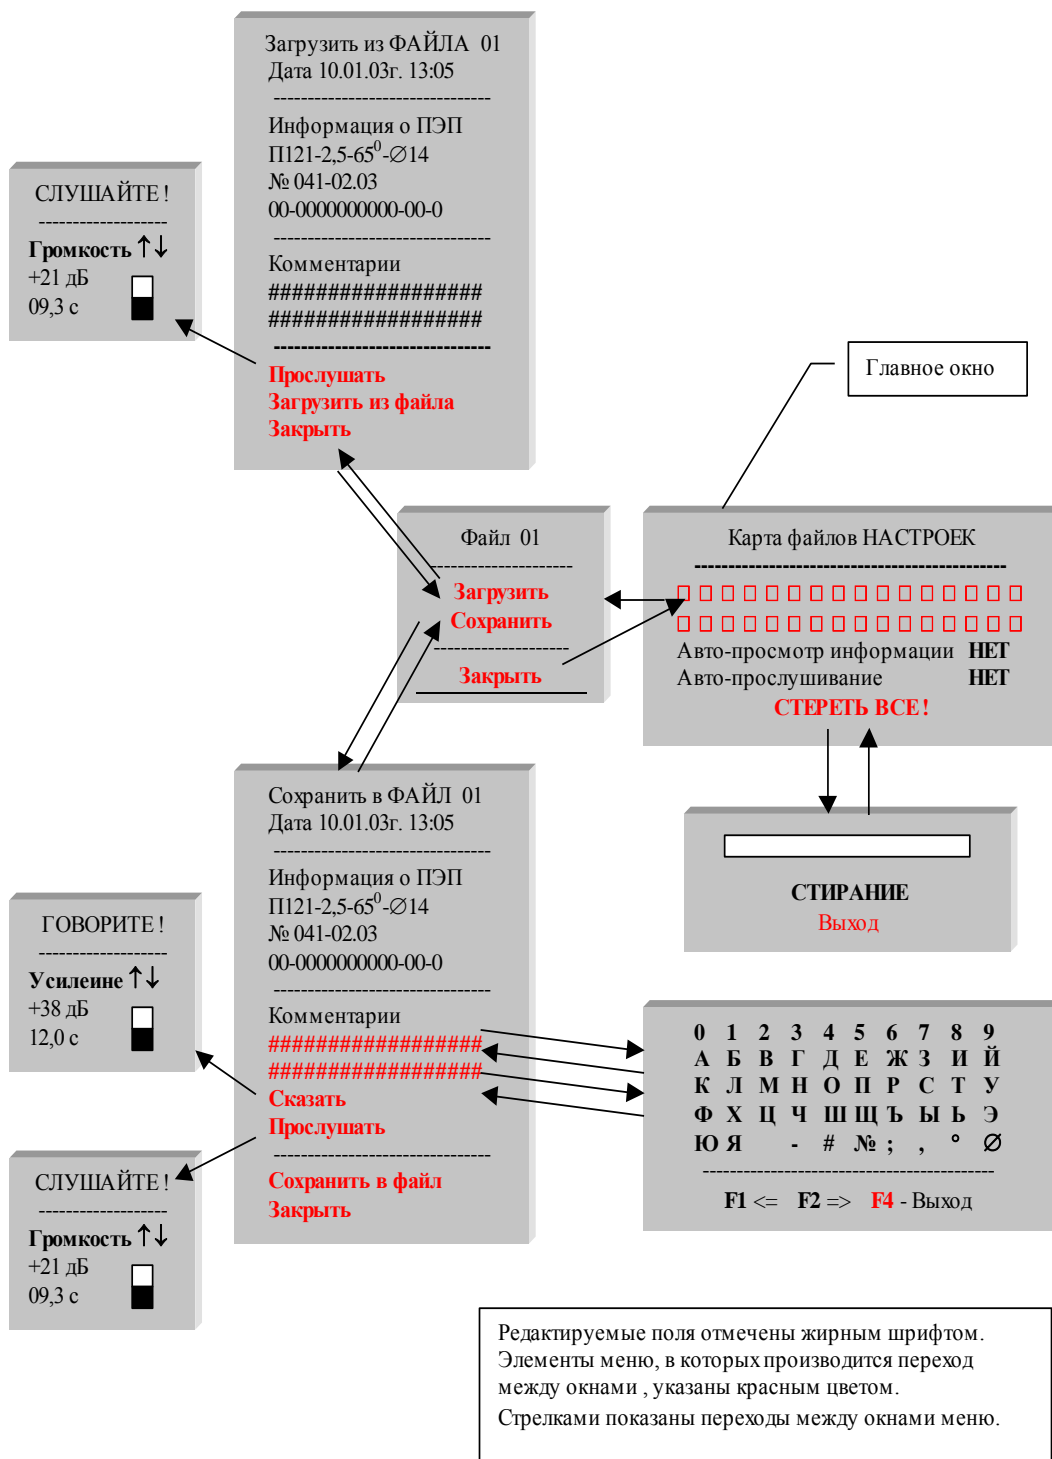 Загрузить из ФАЙЛА 01
Дата 10.01.03г. 13:05
--------------------------------
Информация о ПЭП
П121-2,5-65⁰-∅14
№ 041-02.03
00-0000000000-00-0
--------------------------------
Комментарии
##################
##################
--------------------------------
Прослушать
Загрузить из файла
Закрыть
СЛУШАЙТЕ !
-------------------
Громкость ↑↓
+21 дБ
09,3 с
Главное окно
Файл 01
------------------------
Загрузить
Сохранить
--------------------
Закрыть
Карта файлов НАСТРОЕК
----------------------------------------------
□ □ □ □ □ □ □ □ □ □ □ □ □ □ □ □
□ □ □ □ □ □ □ □ □ □ □ □ □ □ □ □
Авто-просмотр информации НЕТ
Авто-прослушивание НЕТ
СТЕРЕТЬ ВСЕ !
СТИРАНИЕ
Выход
Сохранить в ФАЙЛ 01
Дата 10.01.03г. 13:05
--------------------------------
Информация о ПЭП
П121-2,5-65⁰-∅14
№ 041-02.03
00-0000000000-00-0
--------------------------------
Комментарии
##################
##################
Сказать
Прослушать
--------------------------------
Сохранить в файл
Закрыть
ГОВОРИТЕ !
-------------------
Усилеине ↑↓
+38 дБ
12,0 с
СЛУШАЙТЕ !
-------------------
Громкость ↑↓
+21 дБ
09,3 с
0 1 2 3 4 5 6 7 8 9
А Б В Г Д Е Ж З И Й
К Л М Н О П Р С Т У
Ф Х Ц Ч Ш Щ Ъ Ы Ь Э
Ю Я - # № ; , ° ∅
-------------------------------------------
F1 <= F2 => F4 - Выход
Редактируемые поля отмечены жирным шрифтом.
Элементы меню, в которых производится переход
между окнами , указаны красным цветом.
Стрелками показаны переходы между окнами меню.